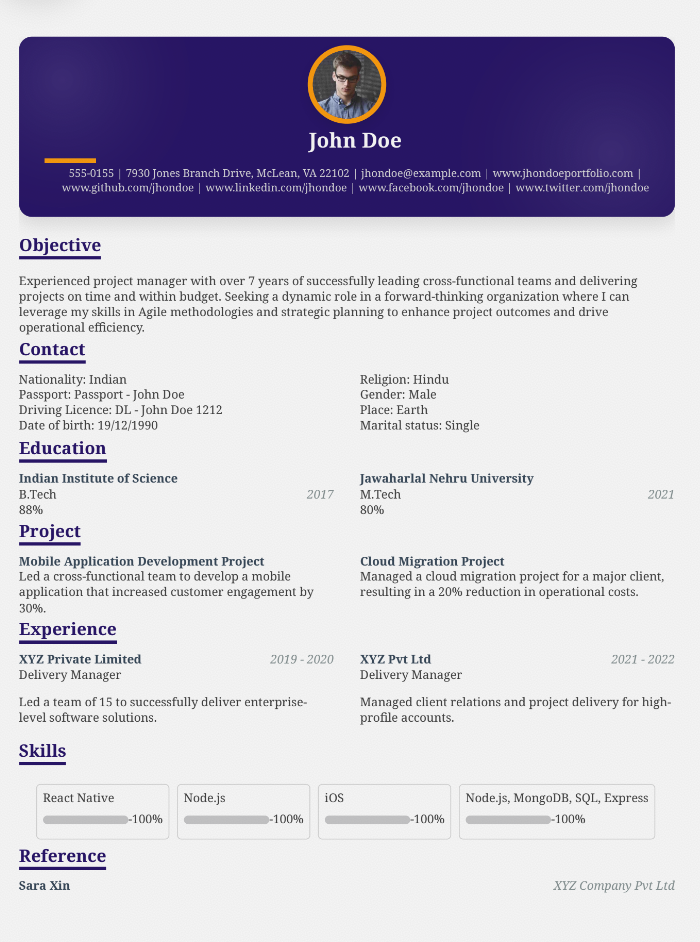 John Doe
555-0155 | 7930 Jones Branch Drive, McLean, VA 22102 | jhondoe@example.com | www.jhondoeportfolio.com |
www.github.com/jhondoe | www.linkedin.com/jhondoe | www.facebook.com/jhondoe | www.twitter.com/jhondoe
Objective
Experienced project manager with over 7 years of successfully leading cross-functional teams and delivering
projects on time and within budget. Seeking a dynamic role in a forward-thinking organization where I can
leverage my skills in Agile methodologies and strategic planning to enhance project outcomes and drive
operational efficiency.
Contact
Nationality: Indian
Passport: Passport - John Doe
Driving Licence: DL - John Doe 1212
Date of birth: 19/12/1990
Religion: Hindu
Gender: Male
Place: Earth
Marital status: Single
Education
Indian Institute of Science
B.Tech 2017
88%
Jawaharlal Nehru University
M.Tech 2021
80%
Project
Mobile Application Development Project
Led a cross-functional team to develop a mobile
application that increased customer engagement by
30%.
Cloud Migration Project
Managed a cloud migration project for a major client,
resulting in a 20% reduction in operational costs.
Experience
XYZ Private Limited 2019 - 2020
Delivery Manager
Led a team of 15 to successfully deliver enterprise-
level software solutions.
XYZ Pvt Ltd 2021 - 2022
Delivery Manager
Managed client relations and project delivery for high-
profile accounts.
Skills
React Native
-100%
Node.js
-100%
iOS
-100%
Node.js, MongoDB, SQL, Express
-100%
Reference
Sara Xin XYZ Company Pvt Ltd